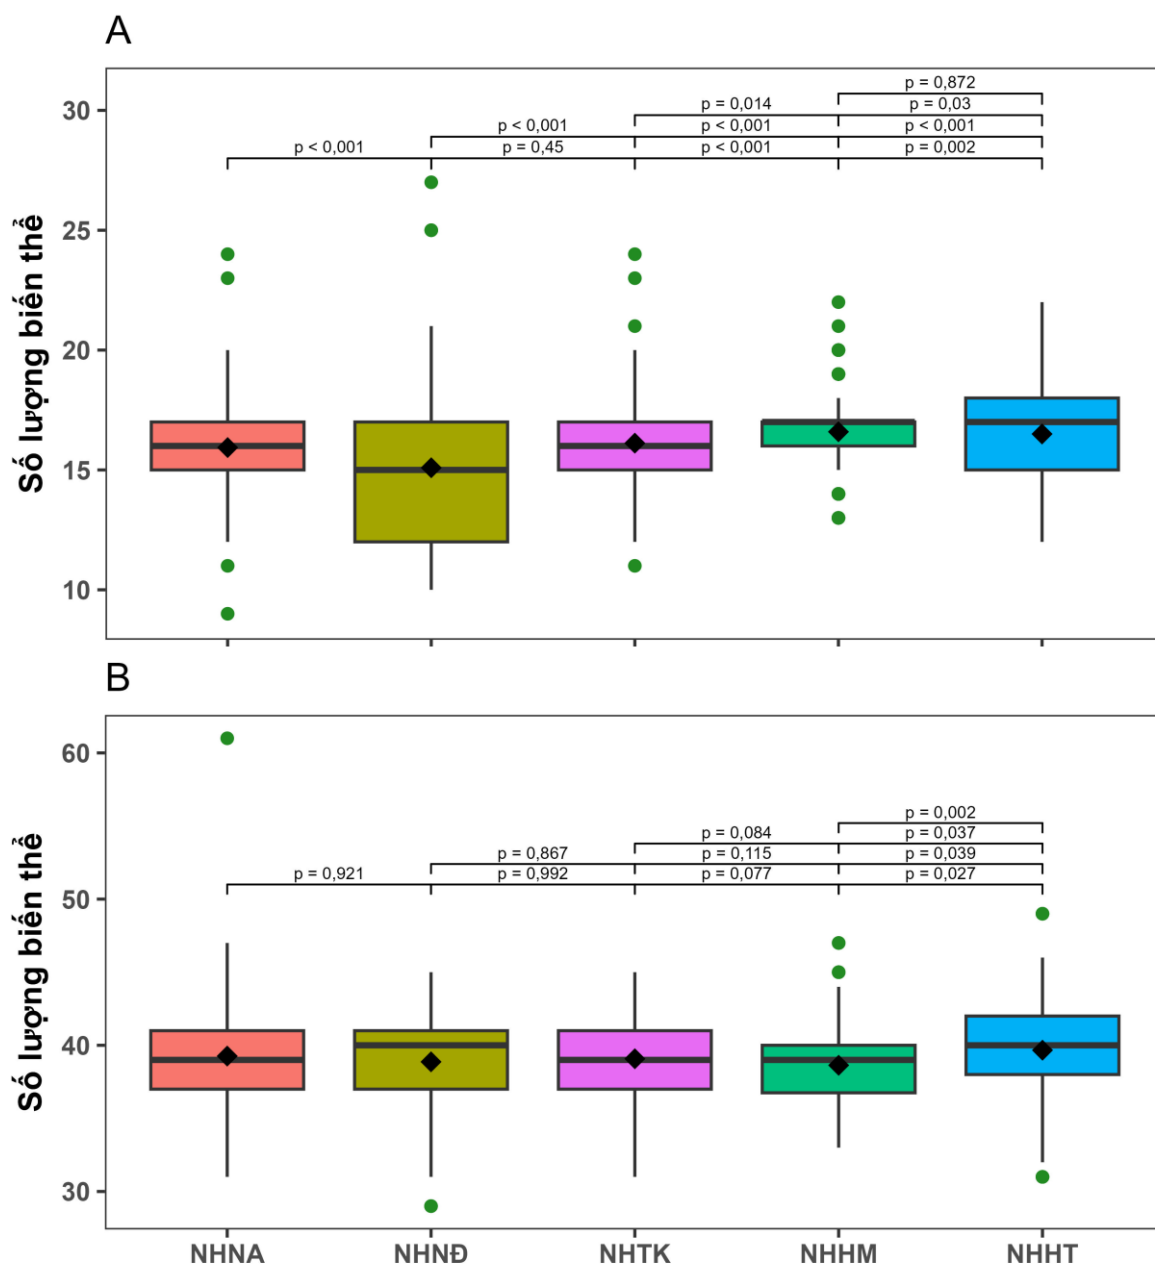 A
Số lượng biến thể
30
25
20
15
10
p = 0,872
p = 0,014 p = 0,03
p < 0,001 p < 0,001 p < 0,001
p < 0,001 p = 0,45 p < 0,001 p = 0,002
B
Số lượng biến thể
60
50
40
30
p = 0,002
p = 0,084 p = 0,037
p = 0,867 p = 0,115 p = 0,039
p = 0,921 p = 0,992 p = 0,077 p = 0,027
NHNA NHNĐ NHTK NHHM NHHT